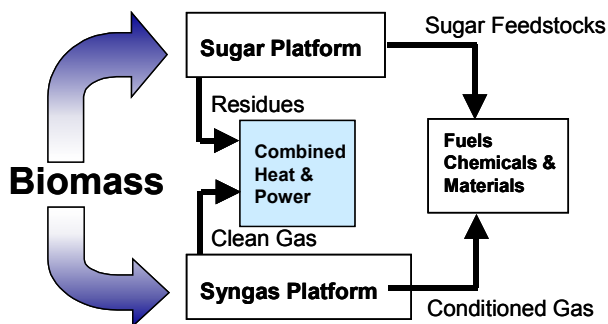 Sugar Platform
Sugar Feedstocks
Residues
Combined
Heat &
Power
Fuels
Chemicals &
Materials
Biomass
Clean Gas
Syngas Platform
Conditioned Gas